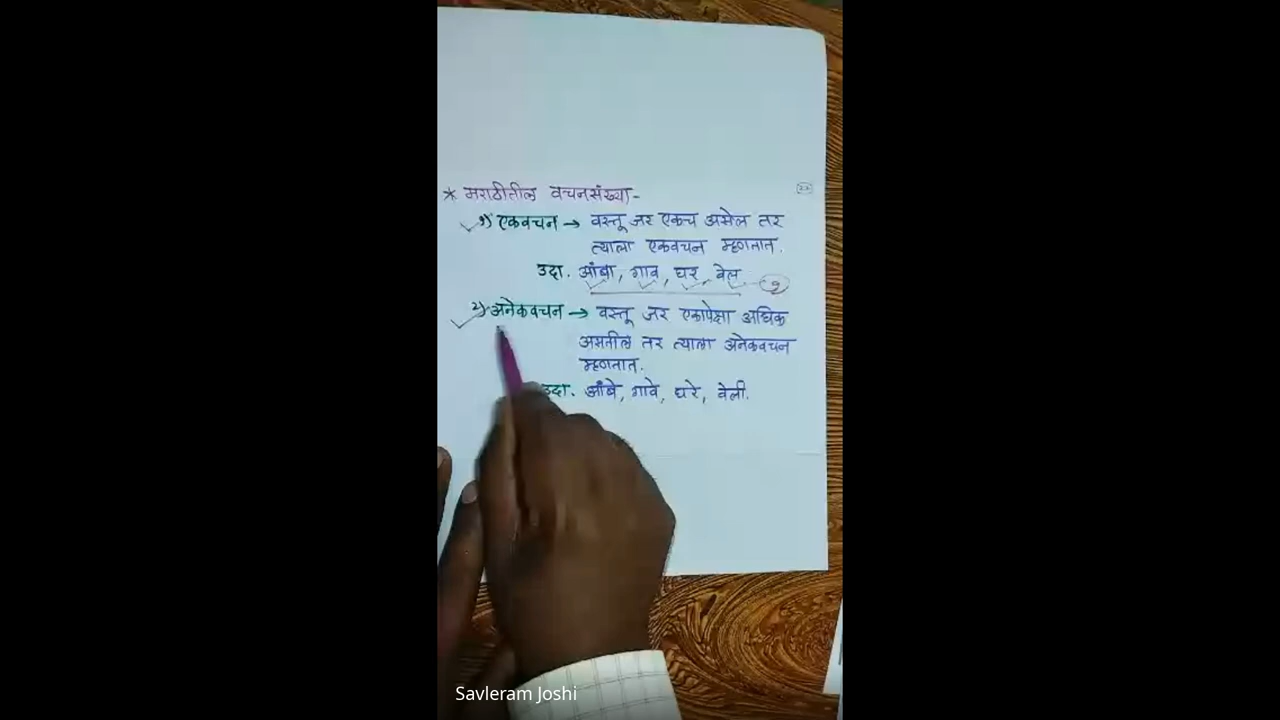 * मराठीतील वचनसंख्या-
१) एकवचन → वस्तू जर एकच असेल तर
त्याला एकवचन म्हणतात.
उदा. आंबा, गाव, घर, वेल
२) अनेकवचन → वस्तू जर एकापेक्षा अधिक
असतील तर त्याला अनेकवचन
म्हणतात.
उदा. आंबे, गावे, घरे, वेली.
Savleram Joshi